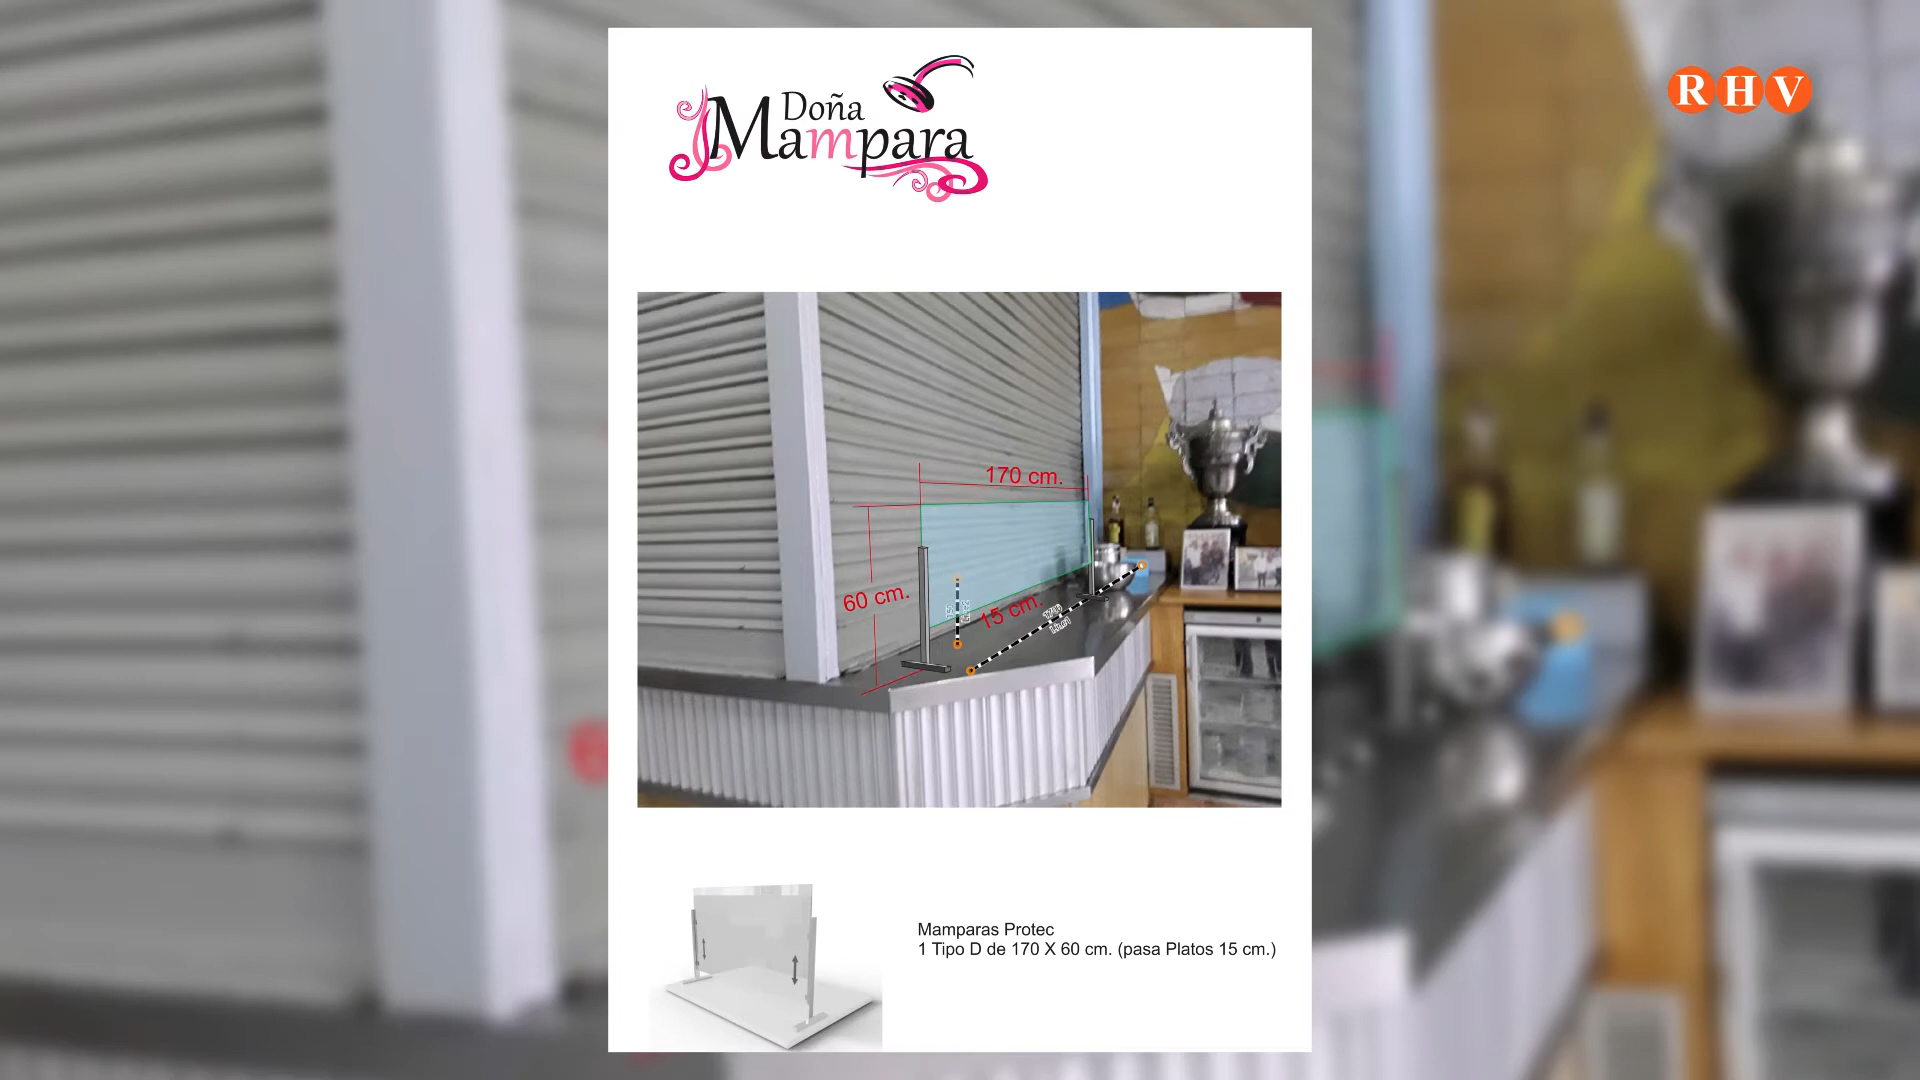 Doña
Mampara
RHV
170 cm.
60 cm.
15 cm.
Mamparas Protec
1 Tipo D de 170 X 60 cm. (pasa Platos 15 cm.)